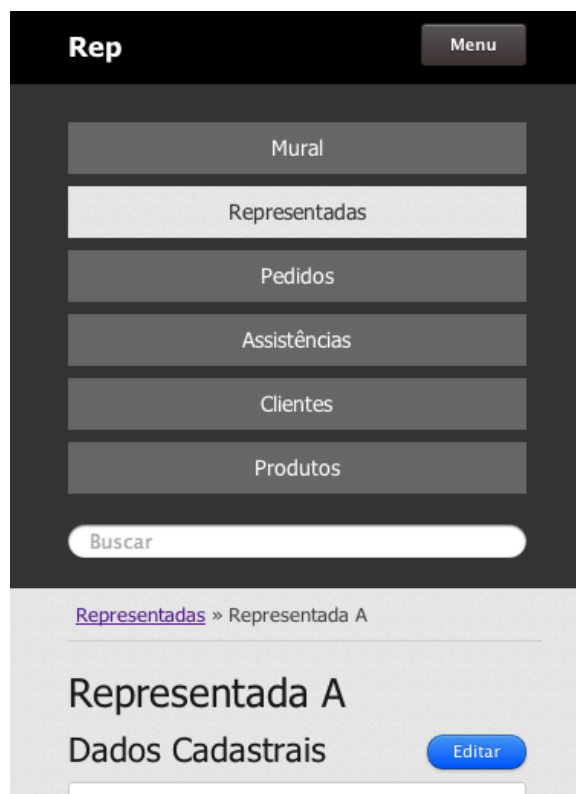 Rep
Menu
Mural
Representadas
Pedidos
Assistências
Clientes
Produtos
Buscar
Representadas » Representada A
Representada A
Dados Cadastrais
Editar